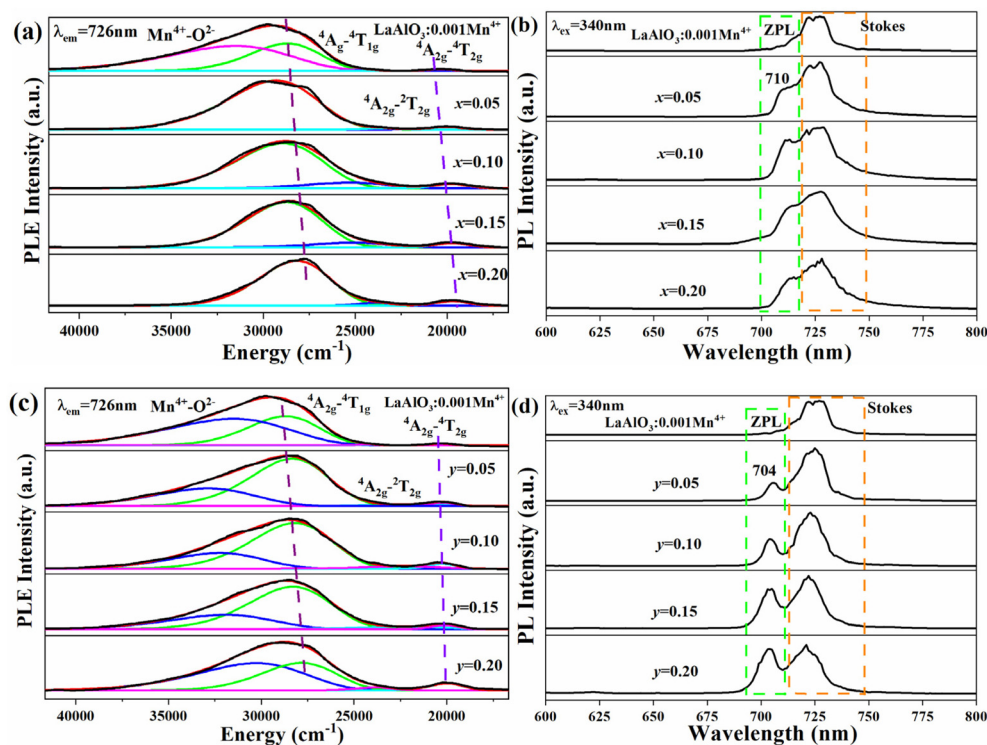 (a)
λem=726nm
Mn⁴⁺-O²⁻
⁴Ag-⁴T1g
LaAlO₃:0.001Mn⁴⁺
⁴A2g-⁴T2g
⁴A2g-²T2g
x=0.05
x=0.10
x=0.15
x=0.20
PLE Intensity (a.u.)
40000 35000 30000 25000 20000
Energy (cm⁻¹)
(b)
λex=340nm
LaAlO₃:0.001Mn⁴⁺
ZPL
Stokes
710
x=0.05
x=0.10
x=0.15
x=0.20
PL Intensity (a.u.)
600 625 650 675 700 725 750 775 800
Wavelength (nm)
(c)
λem=726nm
Mn⁴⁺-O²⁻
⁴A2g-⁴T1g
LaAlO₃:0.001Mn⁴⁺
⁴A2g-⁴T2g
⁴A2g-²T2g
y=0.05
y=0.10
y=0.15
y=0.20
PLE Intensity (a.u.)
40000 35000 30000 25000 20000
Energy (cm⁻¹)
(d)
λex=340nm
LaAlO₃:0.001Mn⁴⁺
ZPL
Stokes
704
y=0.05
y=0.10
y=0.15
y=0.20
PL Intensity (a.u.)
600 625 650 675 700 725 750 775 800
Wavelength (nm)